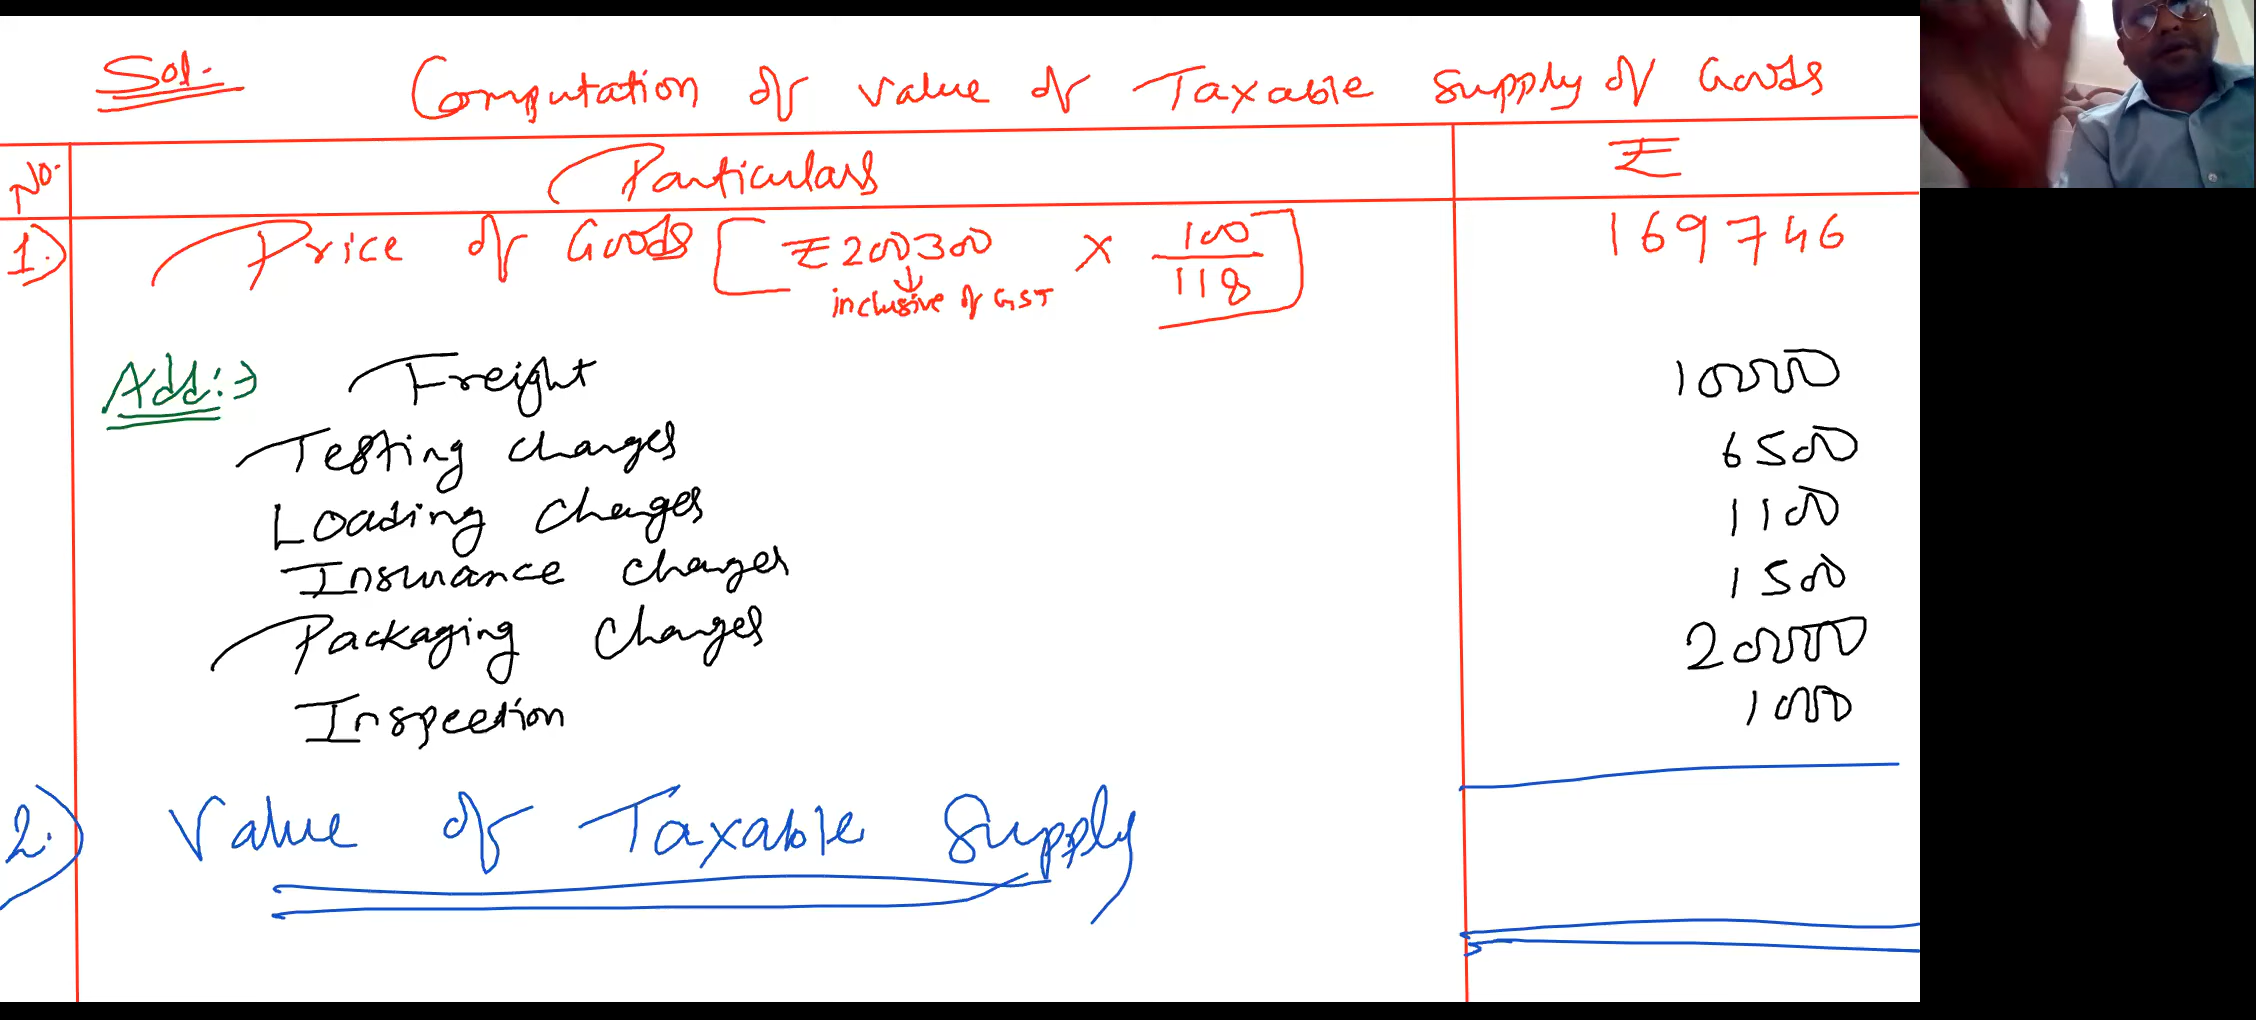 Sol. Computation of Value of Taxable Supply of Goods
No. Particulars ₹
1.) Price of Goods [₹200300 × 100/118] 169746
inclusive of GST
Add:→ Freight 10000
Testing charges 6500
Loading charges 1100
Insurance charges 1500
Packaging charges 20000
Inspection 1000
2.) Value of Taxable Supply